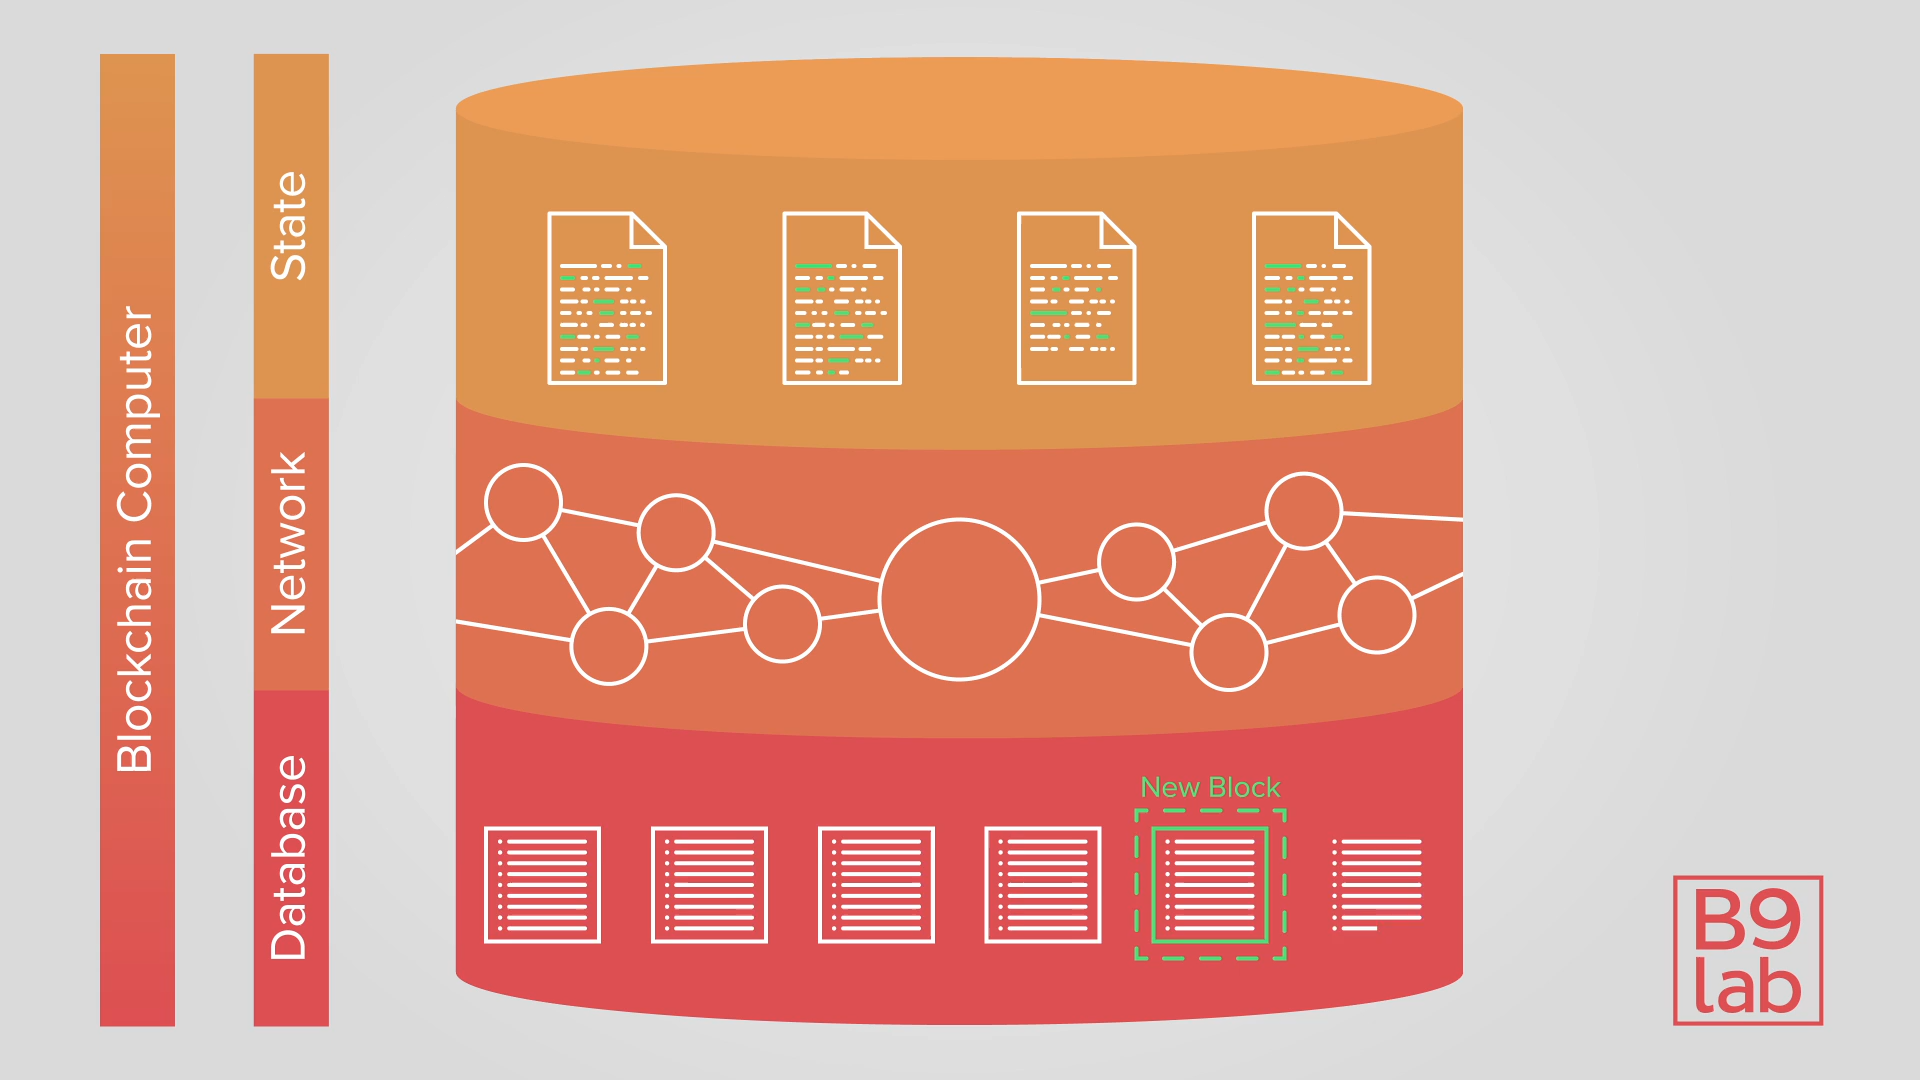 Blockchain Computer
State
Network
Database
New Block
B9
lab